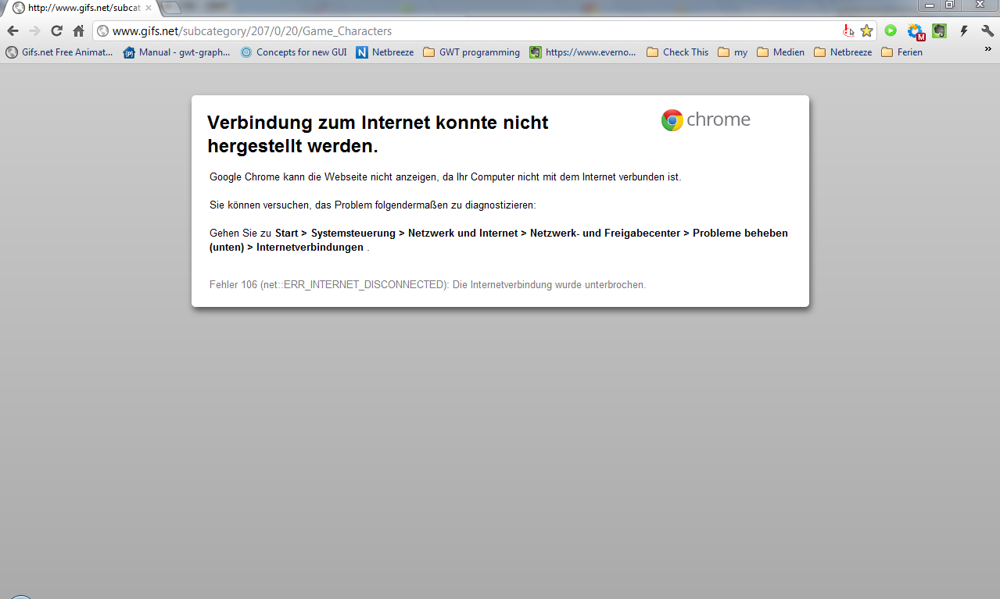 http://www.gifs.net/subcat
www.gifs.net/subcategory/207/0/20/Game_Characters
M
Gifs.net Free Animat... Manual - gwt-graph... Concepts for new GUI N Netbreeze GWT programming https://www.everno... Check This my Medien Netbreeze Ferien »
Verbindung zum Internet konnte nicht
hergestellt werden.
chrome
Google Chrome kann die Webseite nicht anzeigen, da Ihr Computer nicht mit dem Internet verbunden ist.
Sie können versuchen, das Problem folgendermaßen zu diagnostizieren:
Gehen Sie zu Start > Systemsteuerung > Netzwerk und Internet > Netzwerk- und Freigabecenter > Probleme beheben
(unten) > Internetverbindungen .
Fehler 106 (net::ERR_INTERNET_DISCONNECTED): Die Internetverbindung wurde unterbrochen.